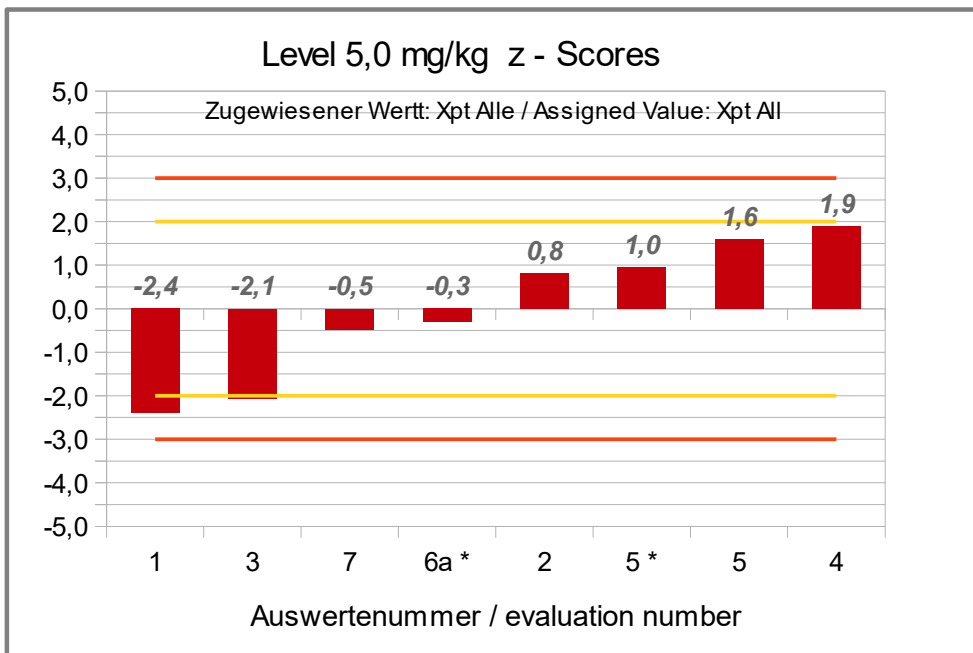 Level 5,0 mg/kg z - Scores
Zugewiesener Wertt: Xpt Alle / Assigned Value: Xpt All
5,0
4,0
3,0
2,0
1,0
0,0
-1,0
-2,0
-3,0
-4,0
-5,0
-2,4 -2,1 -0,5 -0,3 0,8 1,0 1,6 1,9
1 3 7 6a * 2 5 * 5 4
Auswertenummer / evaluation number